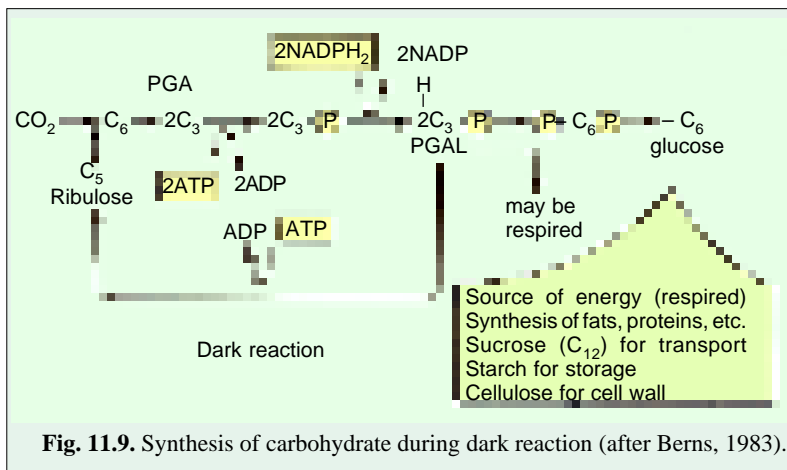 2NADPH₂ 2NADP
PGA H
CO₂ C₆ 2C₃ 2C₃ P 2C₃ P P – C₆ P – C₆
PGAL glucose
C₅
Ribulose
2ATP 2ADP
may be
respired
ADP ATP
Dark reaction
Source of energy (respired)
Synthesis of fats, proteins, etc.
Sucrose (C₁₂) for transport
Starch for storage
Cellulose for cell wall
Fig. 11.9. Synthesis of carbohydrate during dark reaction (after Berns, 1983).